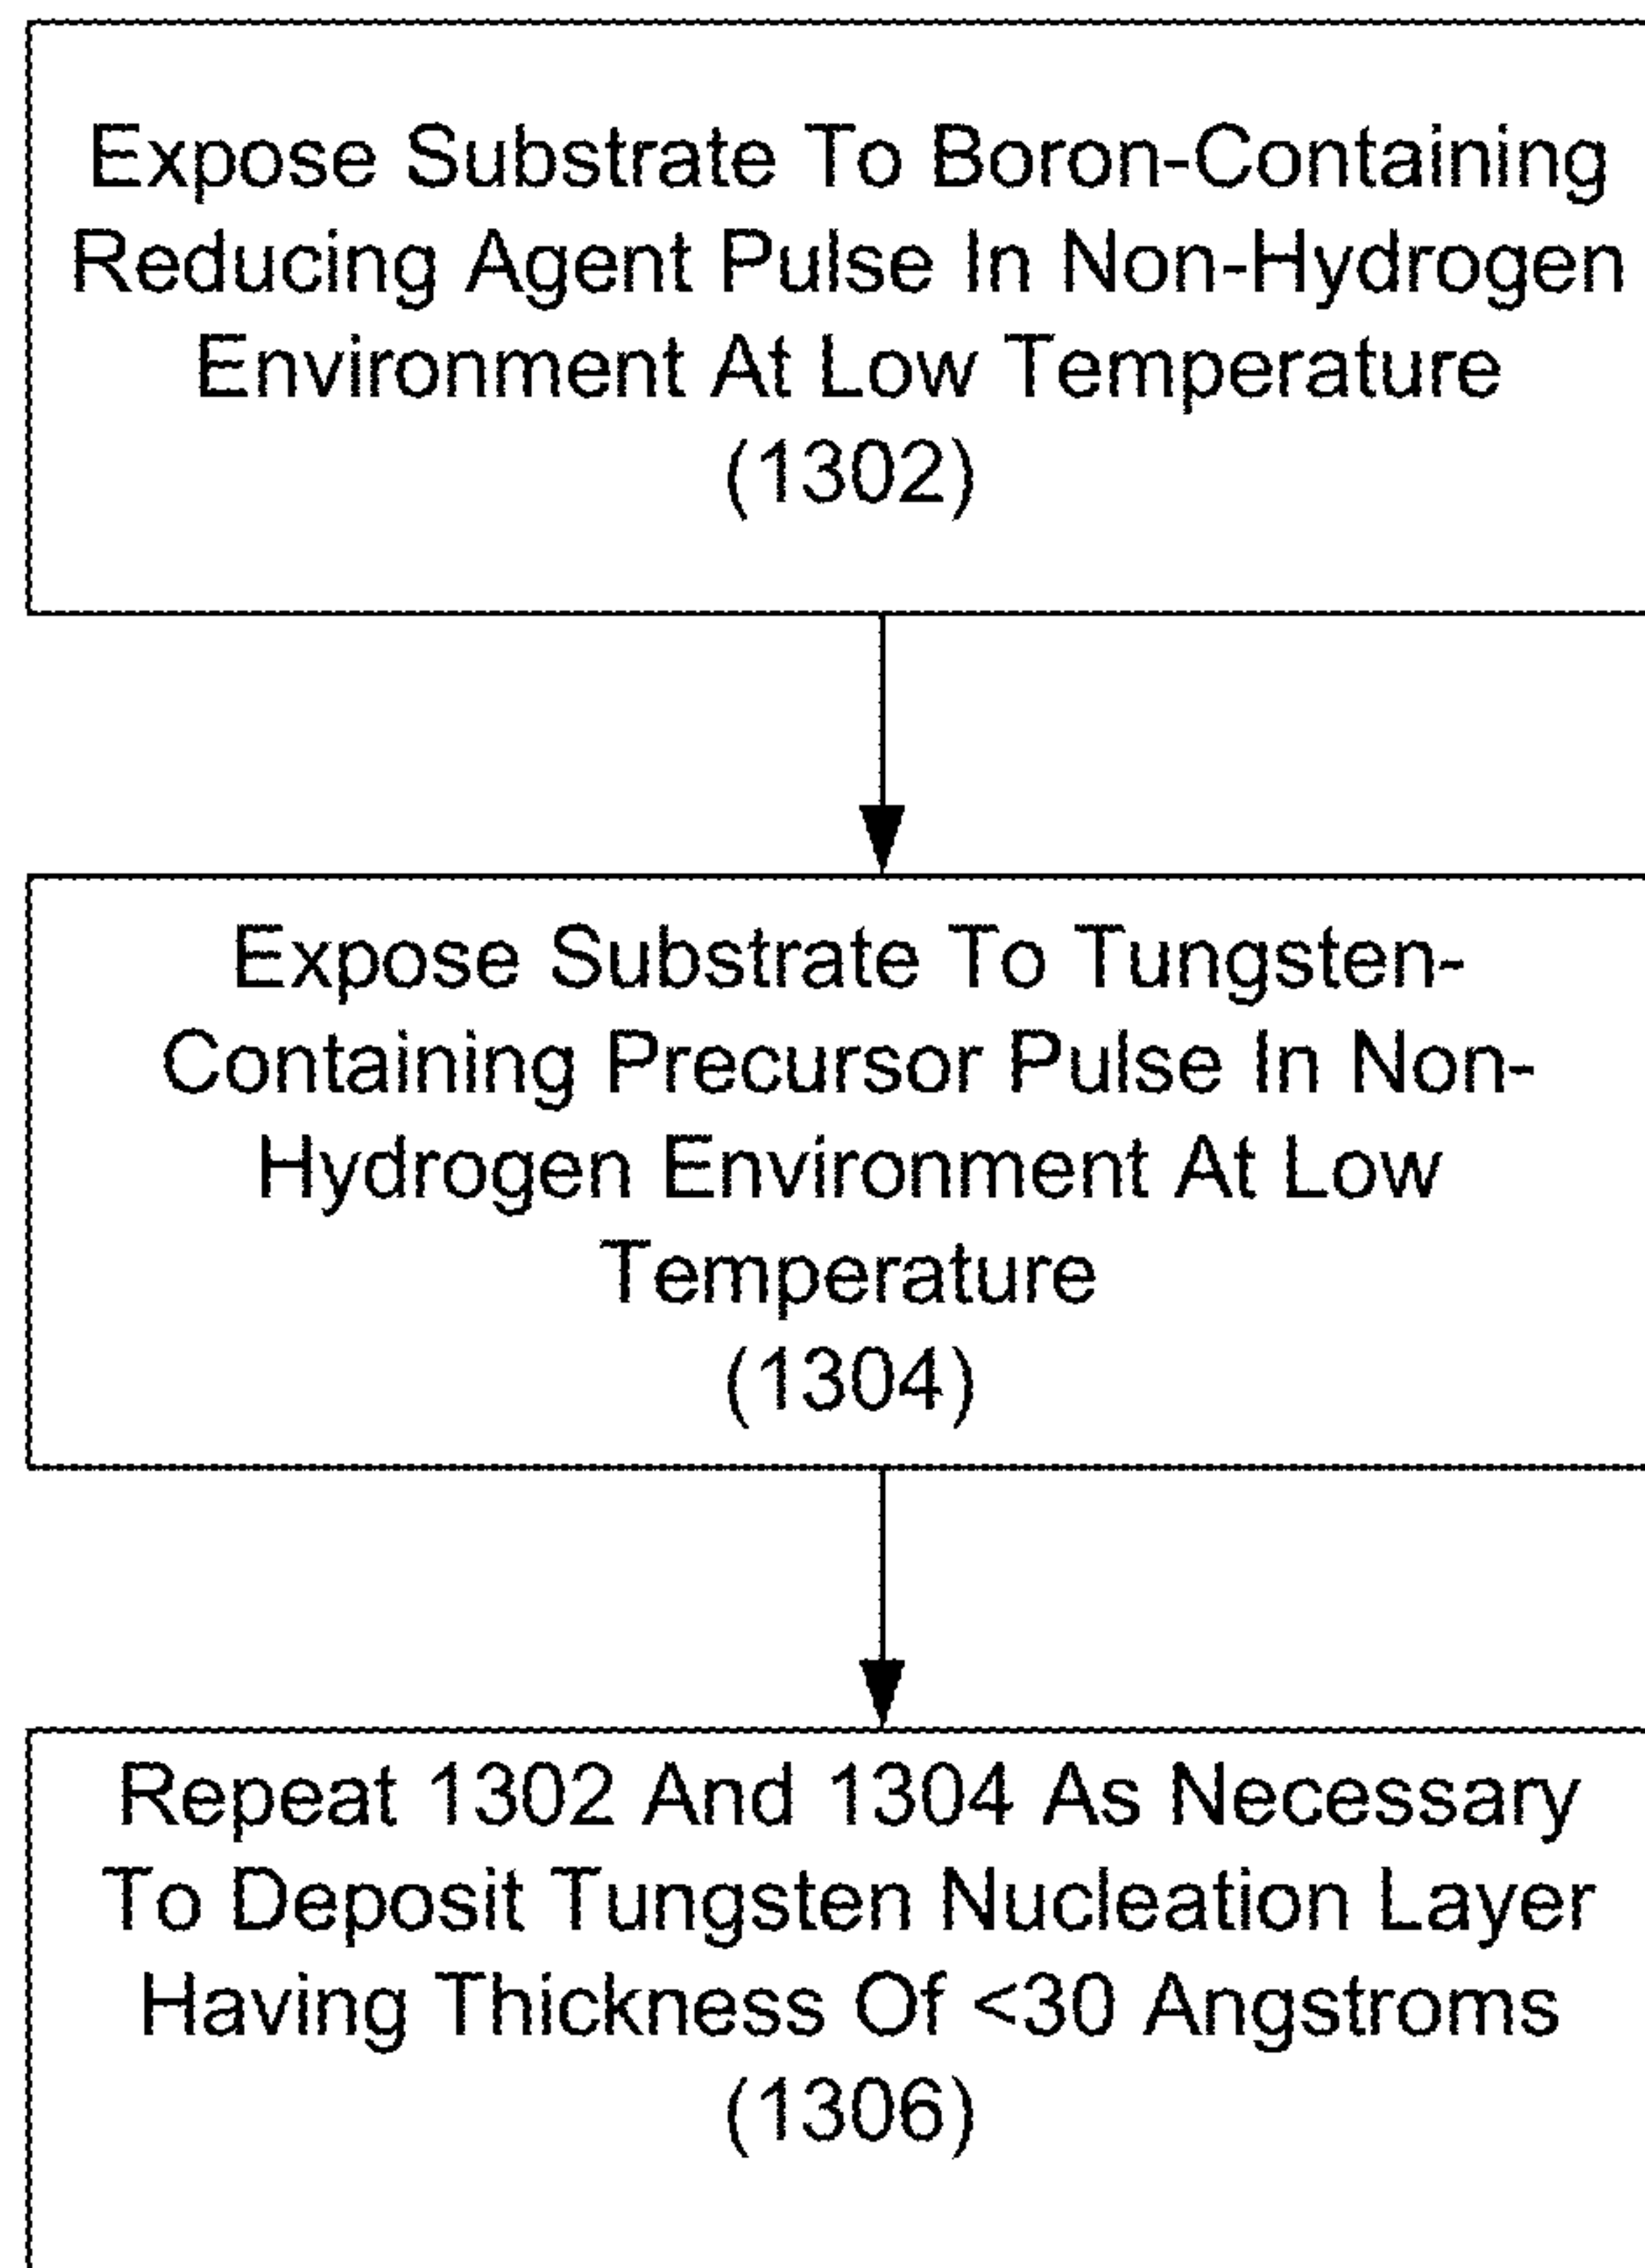 Expose Substrate To Boron-Containing
Reducing Agent Pulse In Non-Hydrogen
Environment At Low Temperature
(1302)
Expose Substrate To Tungsten-
Containing Precursor Pulse In Non-
Hydrogen Environment At Low
Temperature
(1304)
Repeat 1302 And 1304 As Necessary
To Deposit Tungsten Nucleation Layer
Having Thickness Of <30 Angstroms
(1306)